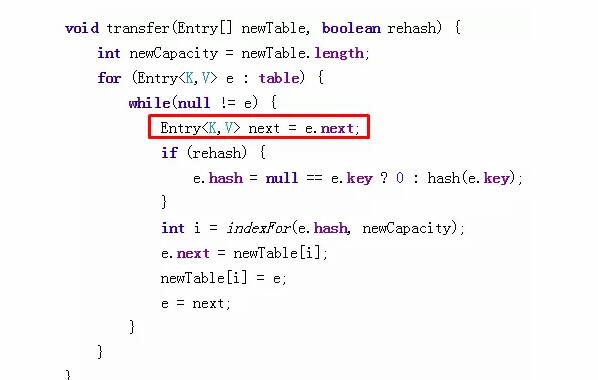 void transfer(Entry[] newTable, boolean rehash) {
int newCapacity = newTable.length;
for (Entry<K,V> e : table) {
while(null != e) {
Entry<K,V> next = e.next;
if (rehash) {
e.hash = null == e.key ? 0 : hash(e.key);
}
int i = indexFor(e.hash, newCapacity);
e.next = newTable[i];
newTable[i] = e;
e = next;
}
}
}